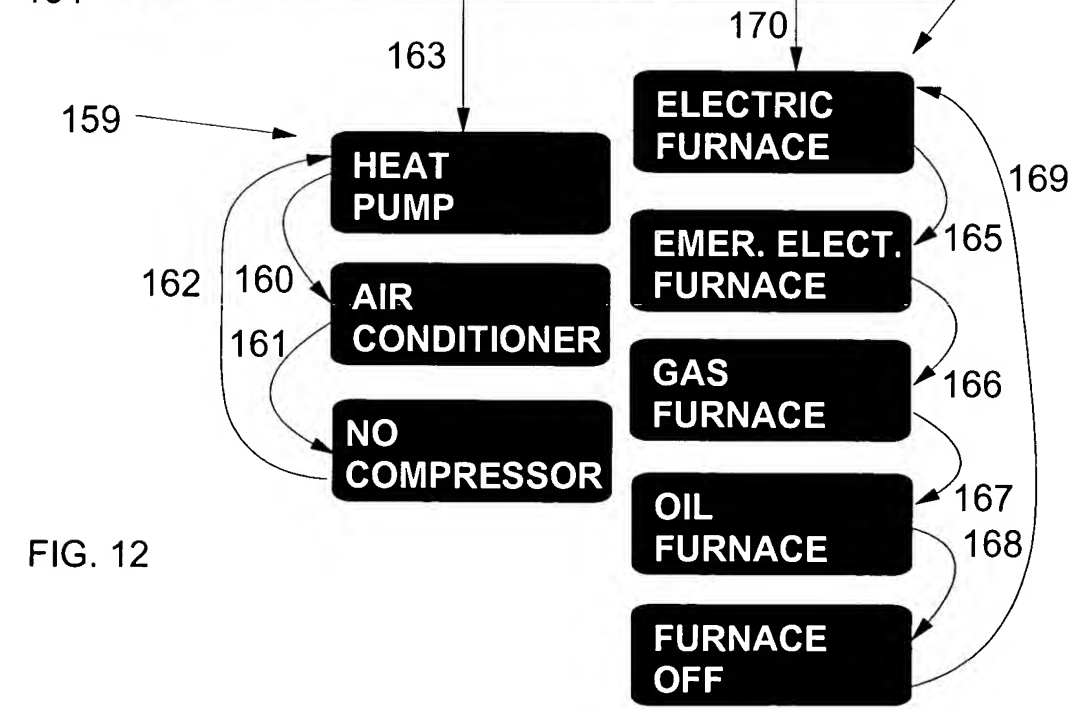 170
163
159
HEAT
PUMP
ELECTRIC
FURNACE
169
165
EMER. ELECT.
FURNACE
162
160
AIR
CONDITIONER
161
GAS
FURNACE
166
NO
COMPRESSOR
167
OIL
FURNACE
168
FIG. 12
FURNACE
OFF